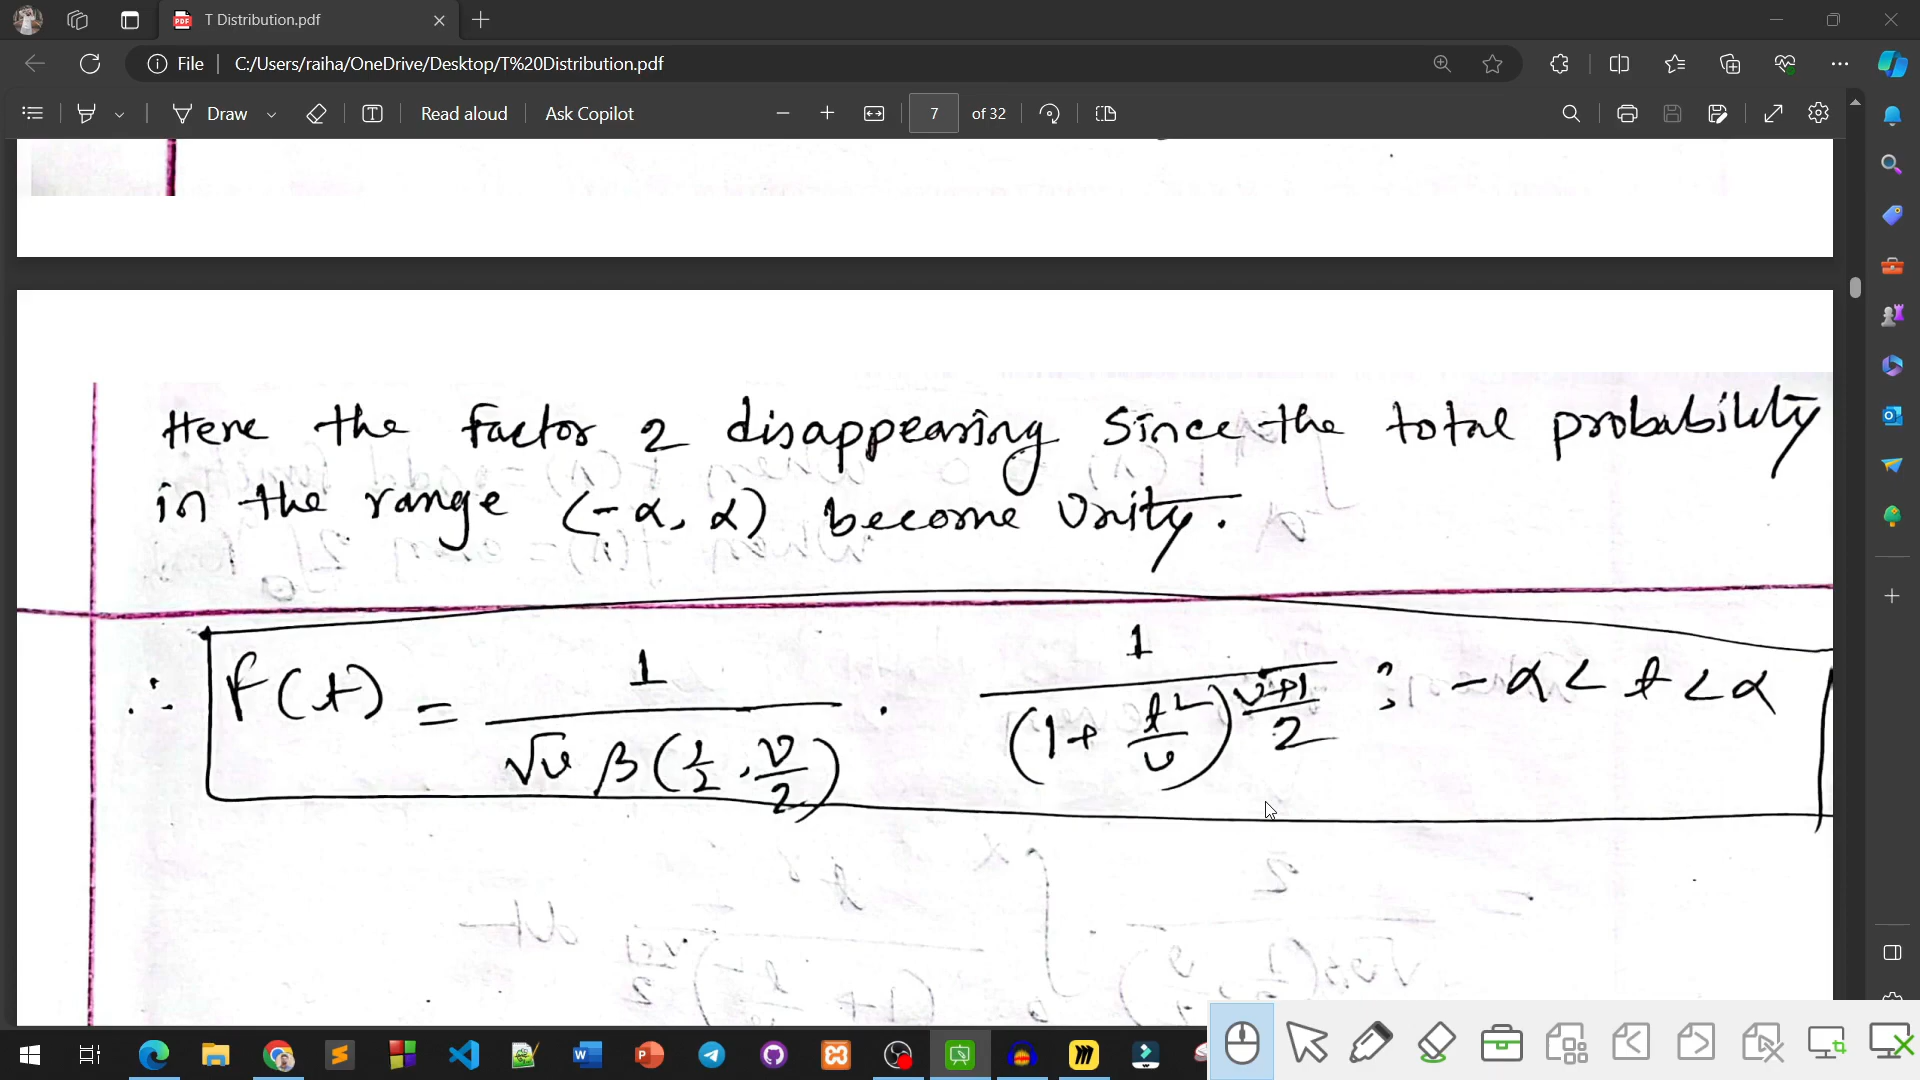 T Distribution.pdf
File
C:/Users/raiha/OneDrive/Desktop/T%20Distribution.pdf
Draw
Read aloud
Ask Copilot
7 of 32
Here the factor 2 disappearing since the total probability
in the range (-α, α) become Unity.
∴ f(t) = 1 / (√ν β(1/2, ν/2)) · 1 / (1 + t²/ν)^((ν+1)/2) ; -α < t < α